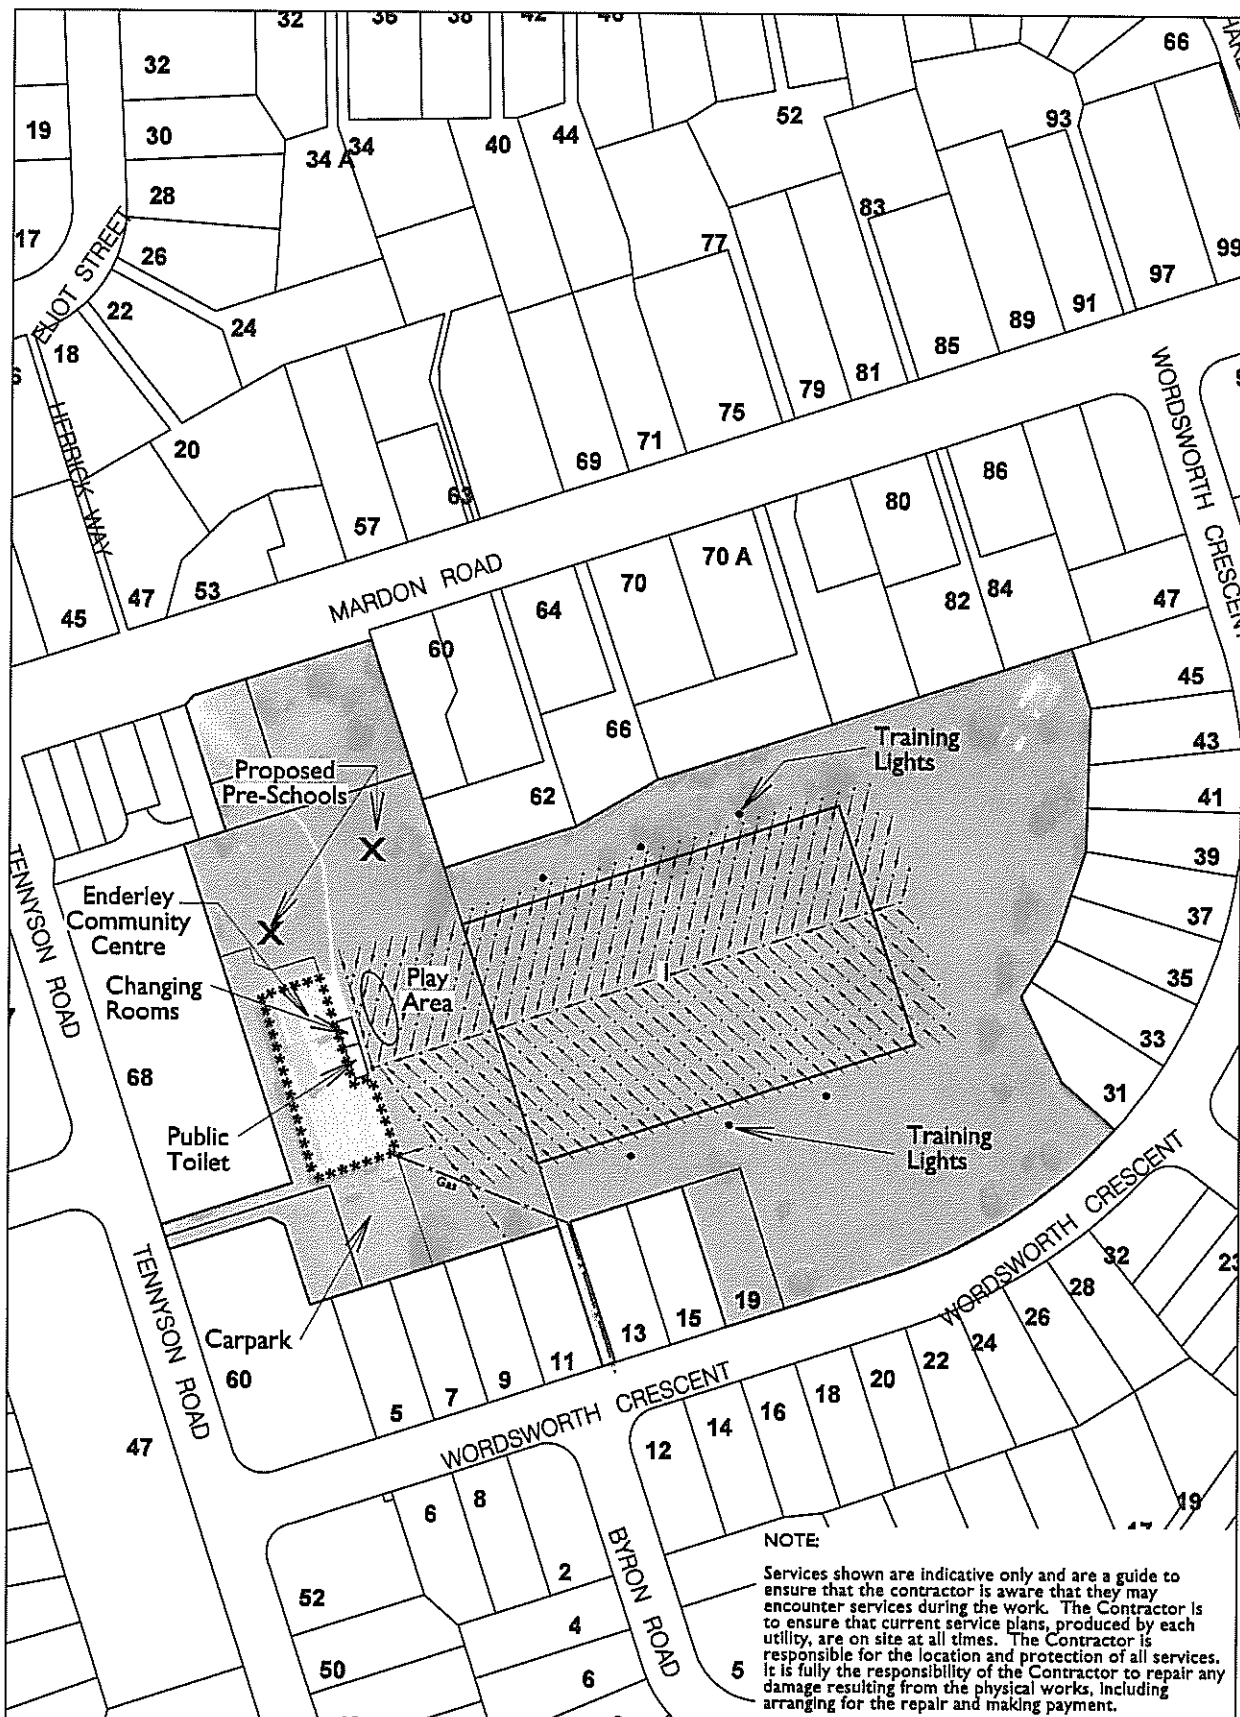 32
36
38
42
46
66
32
19
30
34 A
34
40
44
52
93
28
83
17
26
77
99
97
ELIOT STREET
22
24
91
89
18
85
81
79
75
HERRICK WAY
20
71
69
WORDSWORTH CRESCENT
63
86
57
80
70 A
70
MARDON ROAD
64
53
47
45
82
84
47
60
45
66
Training
Lights
43
Proposed
Pre-Schools
62
41
X
39
TENNYSON ROAD
Enderley
Community
Centre
X
37
Changing
Rooms
Play
Area
35
33
68
31
Public
Toilet
Training
Lights
Gas
WORDSWORTH CRESCENT
32
23
TENNYSON ROAD
28
19
26
Carpark
13
15
24
60
11
22
9
20
7
18
5
16
WORDSWORTH CRESCENT
14
47
12
8
6
19
17
BYRON ROAD
2
52
4
50
6
5
NOTE:
Services shown are indicative only and are a guide to
ensure that the contractor is aware that they may
encounter services during the work. The Contractor is
to ensure that current service plans, produced by each
utility, are on site at all times. The Contractor is
responsible for the location and protection of all services.
It is fully the responsibility of the Contractor to repair any
damage resulting from the physical works, including
arranging for the repair and making payment.